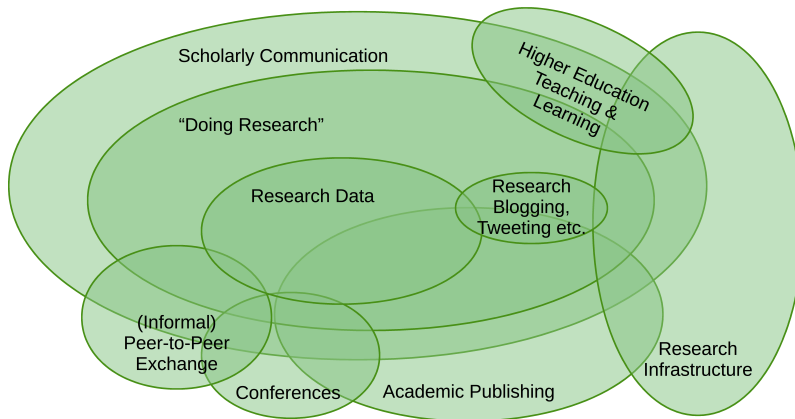 Scholarly Communication
Higher Education
Teaching &
Learning
“Doing Research”
Research Data
Research
Blogging,
Tweeting etc.
(Informal)
Peer-to-Peer
Exchange
Conferences
Academic Publishing
Research
Infrastructure